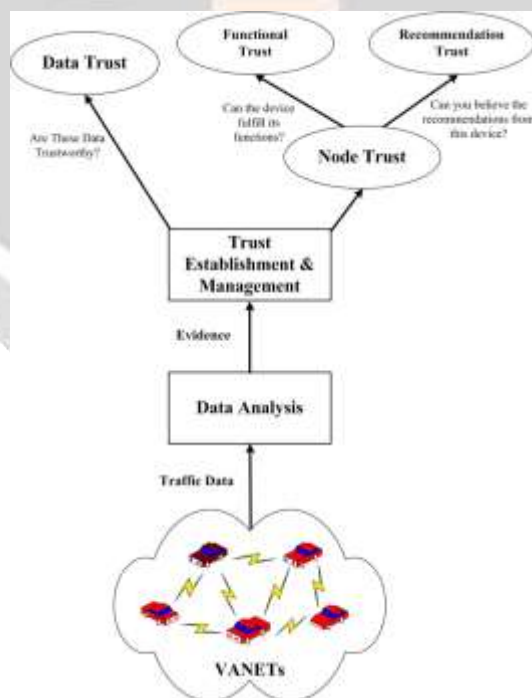 Functional
Trust
Recommendation
Trust
Data Trust
Can the device
fulfill its
functions?
Can you believe the
recommendations from
this device?
Are These Data
Trustworthy?
Node Trust
Trust
Establishment &
Management
Evidence
Data Analysis
Traffic Data
VANETs